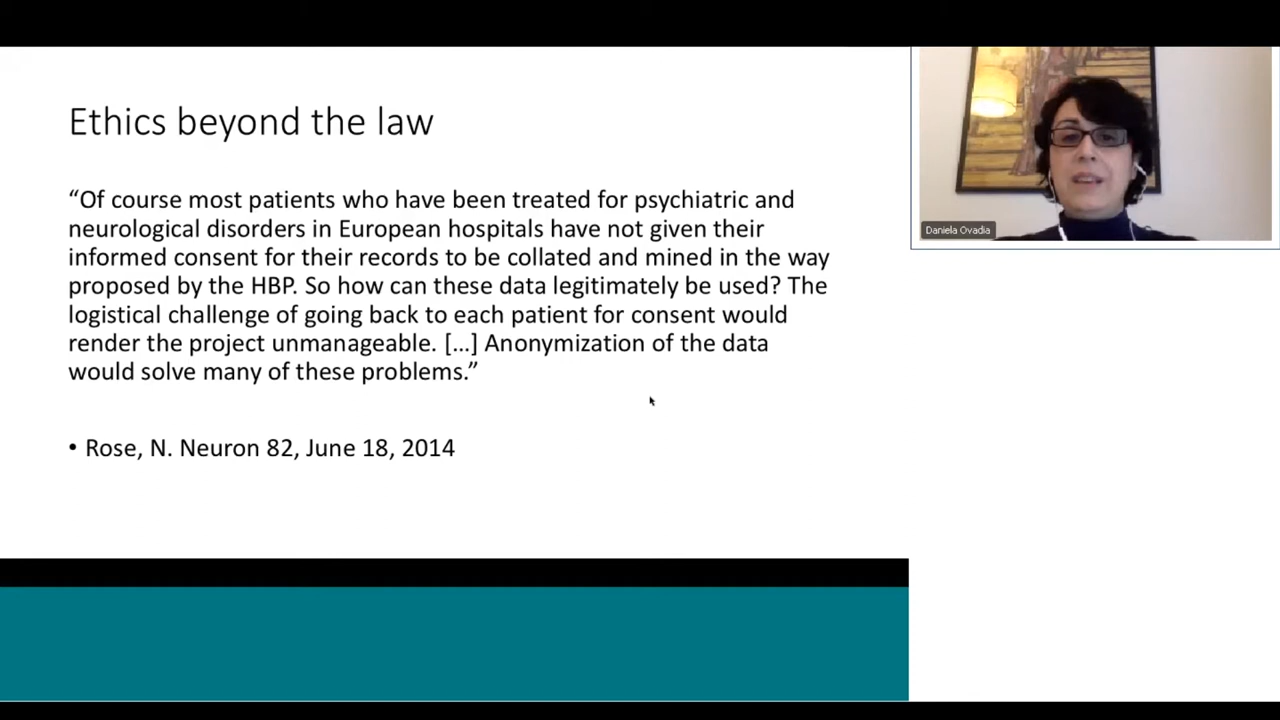 Ethics beyond the law
“Of course most patients who have been treated for psychiatric and
neurological disorders in European hospitals have not given their
informed consent for their records to be collated and mined in the way
proposed by the HBP. So how can these data legitimately be used? The
logistical challenge of going back to each patient for consent would
render the project unmanageable. […] Anonymization of the data
would solve many of these problems.”
• Rose, N. Neuron 82, June 18, 2014
Daniela Ovadia